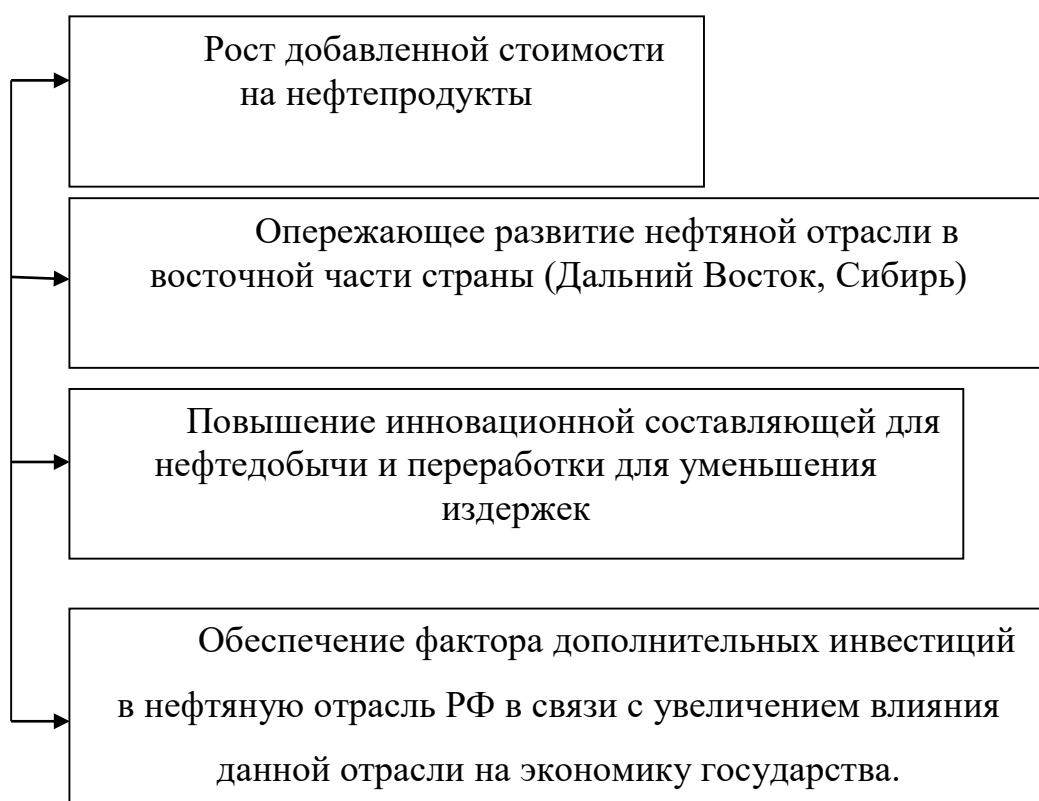 Рост добавленной стоимости
на нефтепродукты
Опережающее развитие нефтяной отрасли в
восточной части страны (Дальний Восток, Сибирь)
Повышение инновационной составляющей для
нефтедобычи и переработки для уменьшения
издержек
Обеспечение фактора дополнительных инвестиций
в нефтяную отрасль РФ в связи с увеличением влияния
данной отрасли на экономику государства.